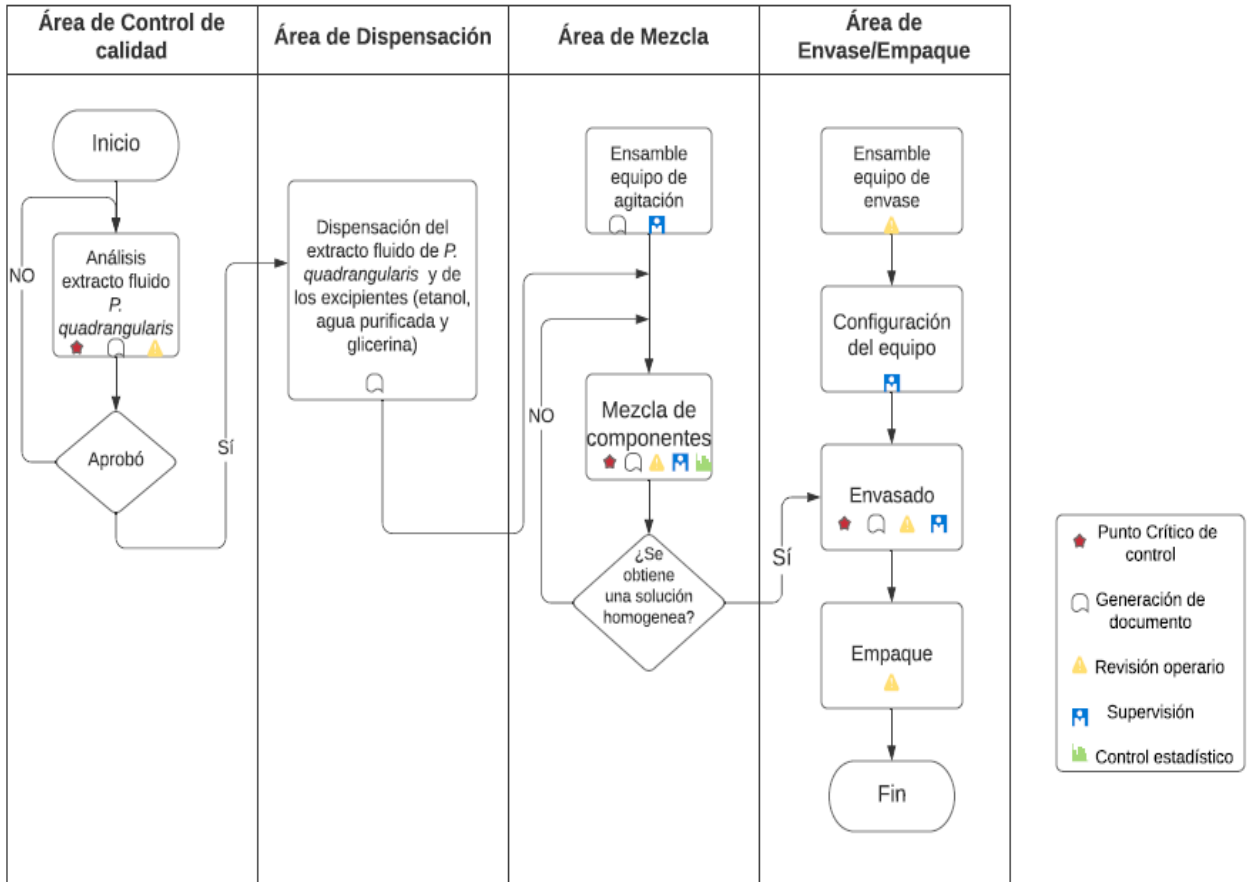 Área de Control de
calidad
Área de Dispensación
Área de Mezcla
Área de
Envase/Empaque
Inicio
NO
Análisis
extracto fluido
P.
quadrangularis
Aprobó
Sí
Dispensación del
extracto fluido de P.
quadrangularis y de
los excipientes (etanol,
agua purificada y
glicerina)
Ensamble
equipo de
agitación
NO
Mezcla de
componentes
¿Se
obtiene
una solución
homogenea?
Sí
Ensamble
equipo de
envase
Configuración
del equipo
Envasado
Empaque
Fin
Punto Crítico de
control
Generación de
documento
Revisión operario
Supervisión
Control estadístico